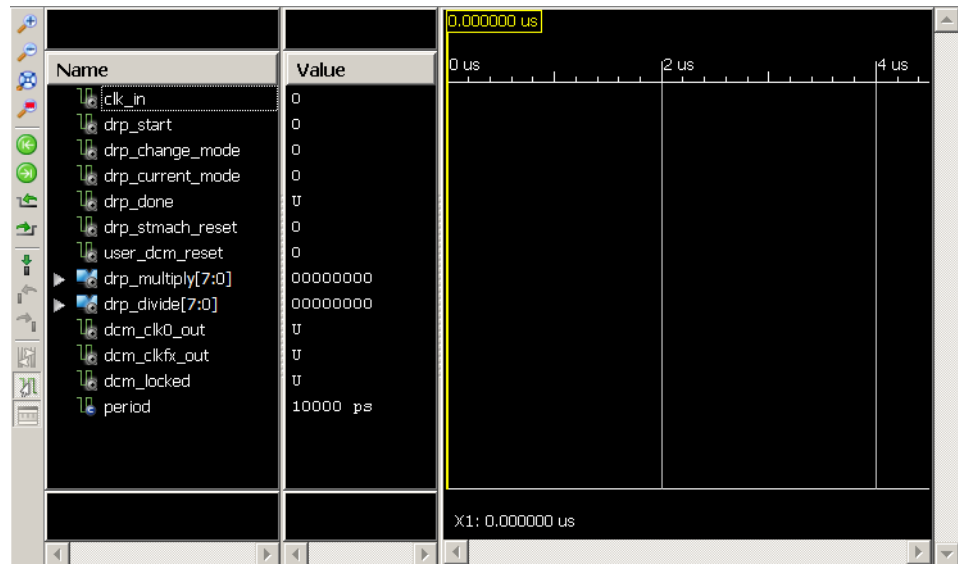 0.000000 us
0 us 2 us 4 us
Name Value
clk_in 0
drp_start 0
drp_change_mode 0
drp_current_mode 0
drp_done U
drp_stmach_reset 0
user_dcm_reset 0
drp_multiply[7:0] 00000000
drp_divide[7:0] 00000000
dcm_clk0_out U
dcm_clkfx_out U
dcm_locked U
period 10000 ps
X1: 0.000000 us